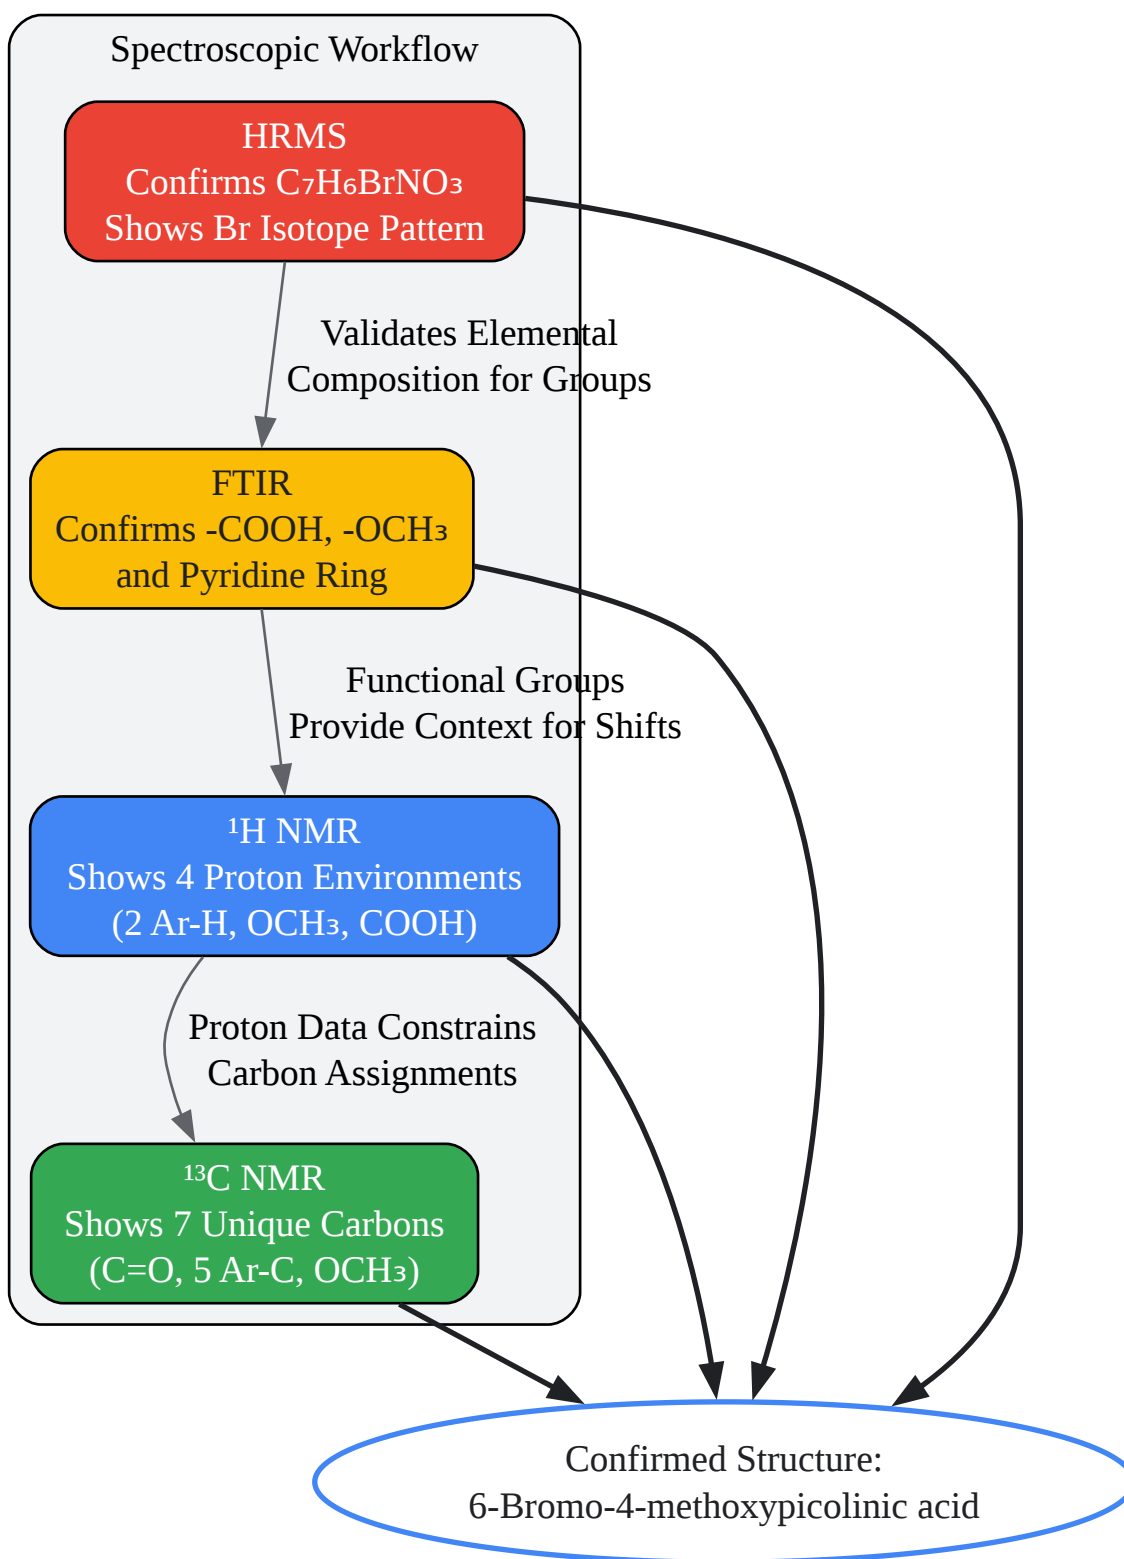 Spectroscopic Workflow
HRMS
Confirms C₇H₆BrNO₃
Shows Br Isotope Pattern
Validates Elemental
Composition for Groups
FTIR
Confirms -COOH, -OCH₃
and Pyridine Ring
Functional Groups
Provide Context for Shifts
¹H NMR
Shows 4 Proton Environments
(2 Ar-H, OCH₃, COOH)
Proton Data Constrains
Carbon Assignments
¹³C NMR
Shows 7 Unique Carbons
(C=O, 5 Ar-C, OCH₃)
Confirmed Structure:
6-Bromo-4-methoxypicolinic acid